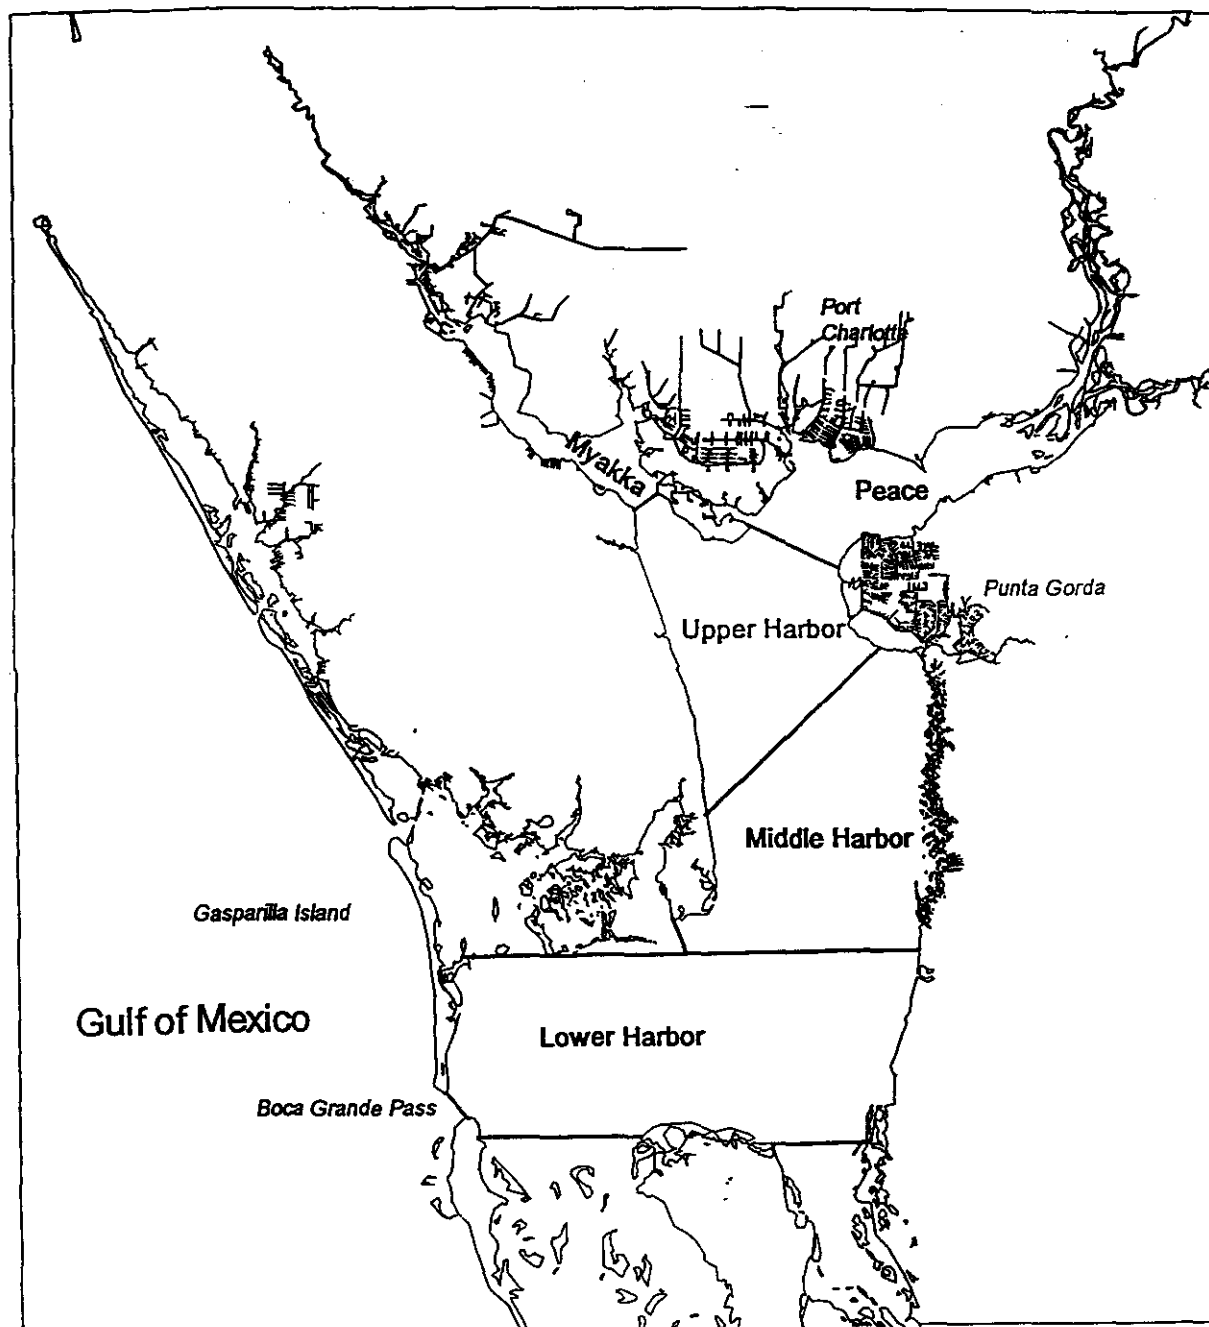 Port
Charlotte
Myakka
Peace
Punta Gorda
Upper Harbor
Middle Harbor
Gasparilla Island
Gulf of Mexico
Lower Harbor
Boca Grande Pass